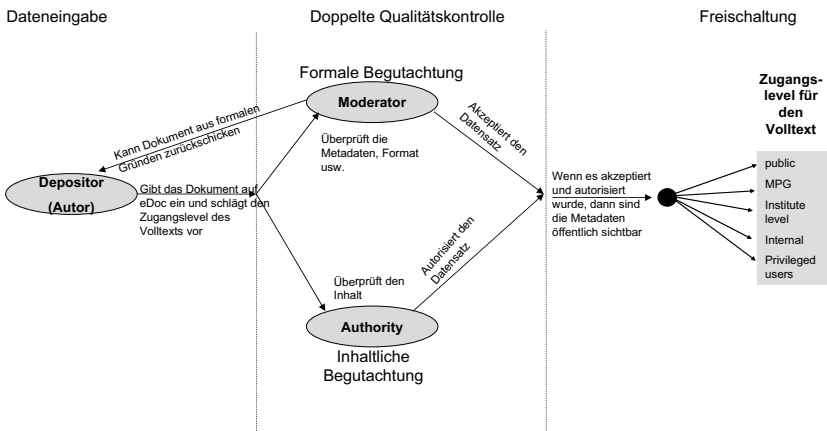 Dateneingabe
Doppelte Qualitätskontrolle
Freischaltung
Formale Begutachtung
Moderator
Kann Dokument aus formalen
Gründen zurückschicken
Überprüft die
Metadaten, Format
usw.
Akzeptiert den
Datensatz
Depositor
(Autor)
Gibt das Dokument auf
eDoc ein und schlägt den
Zugangslevel des
Volltexts vor
Überprüft den
Inhalt
Autorisiert den
Datensatz
Authority
Inhaltliche
Begutachtung
Wenn es akzeptiert
und autorisiert
wurde, dann sind
die Metadaten
öffentlich sichtbar
Zugangs-
level für
den
Volltext
public
MPG
Institute
level
Internal
Privileged
users